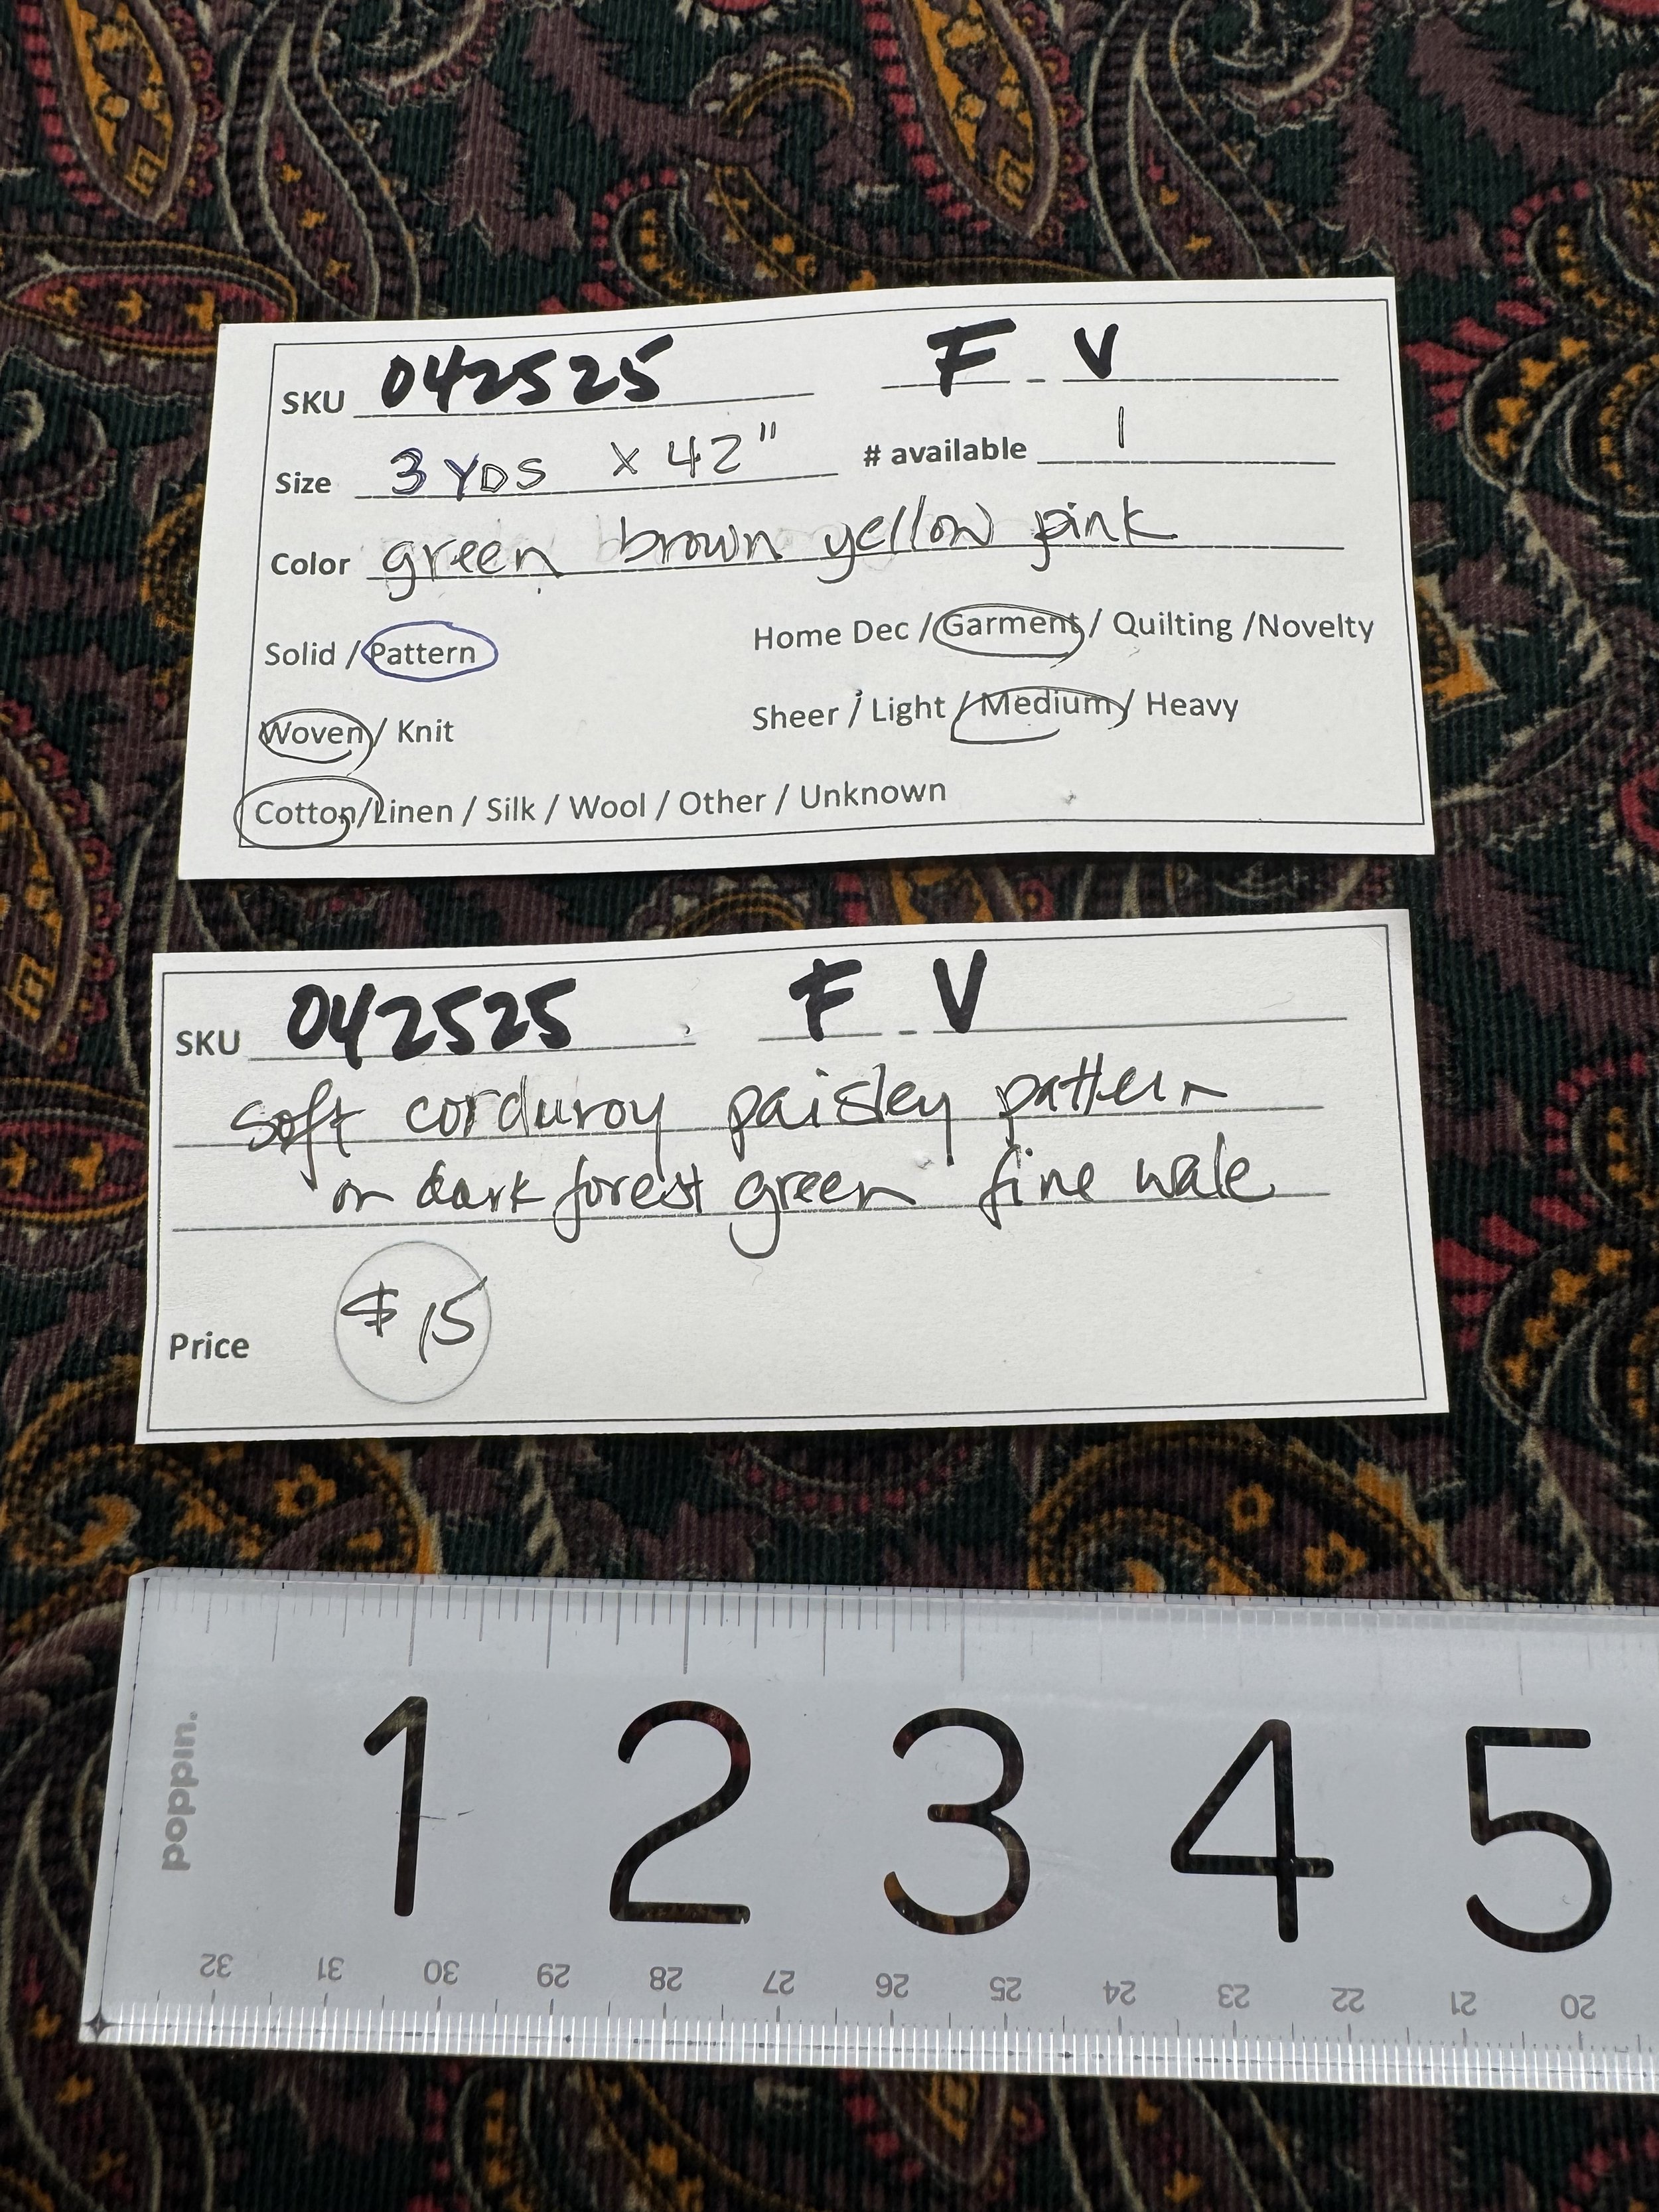 SKU 042525 F - V
Size 3 YDS x 42" # available 1
Color green brown yellow pink
Solid / Pattern Home Dec / Garment / Quilting /Novelty
Woven / Knit Sheer / Light / Medium / Heavy
Cotton/Linen / Silk / Wool / Other / Unknown
SKU 042525 F - V
soft corduroy paisley pattern
on dark forest green fine wale
Price $15
poppin.
1 2 3 4 5
32 31 30 29 28 27 26 25 24 23 22 21 20